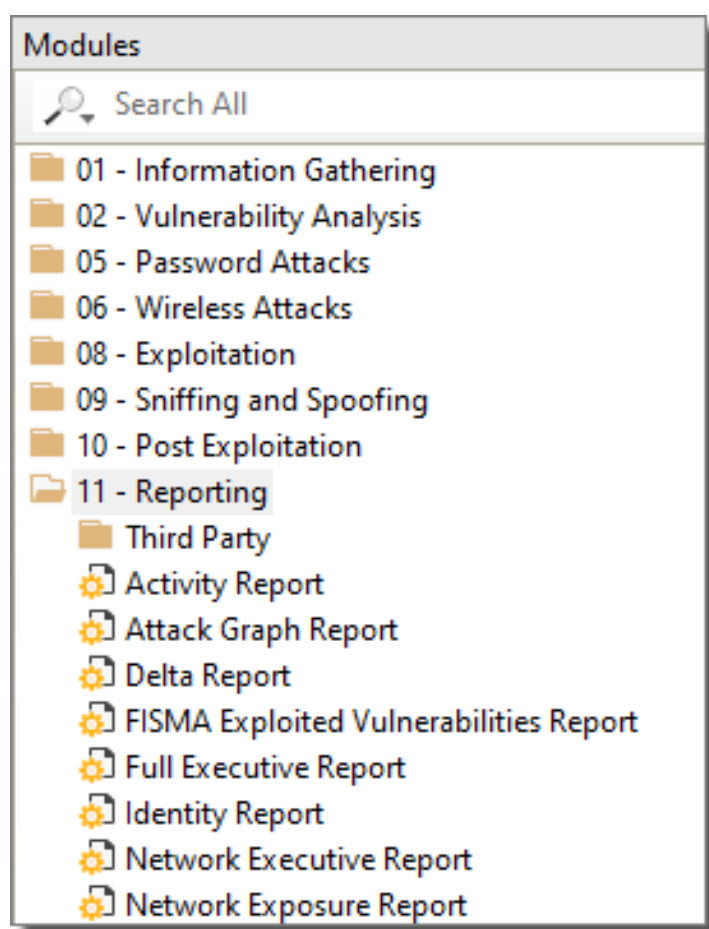 Modules
Search All
01 - Information Gathering
02 - Vulnerability Analysis
05 - Password Attacks
06 - Wireless Attacks
08 - Exploitation
09 - Sniffing and Spoofing
10 - Post Exploitation
11 - Reporting
Third Party
Activity Report
Attack Graph Report
Delta Report
FISMA Exploited Vulnerabilities Report
Full Executive Report
Identity Report
Network Executive Report
Network Exposure Report